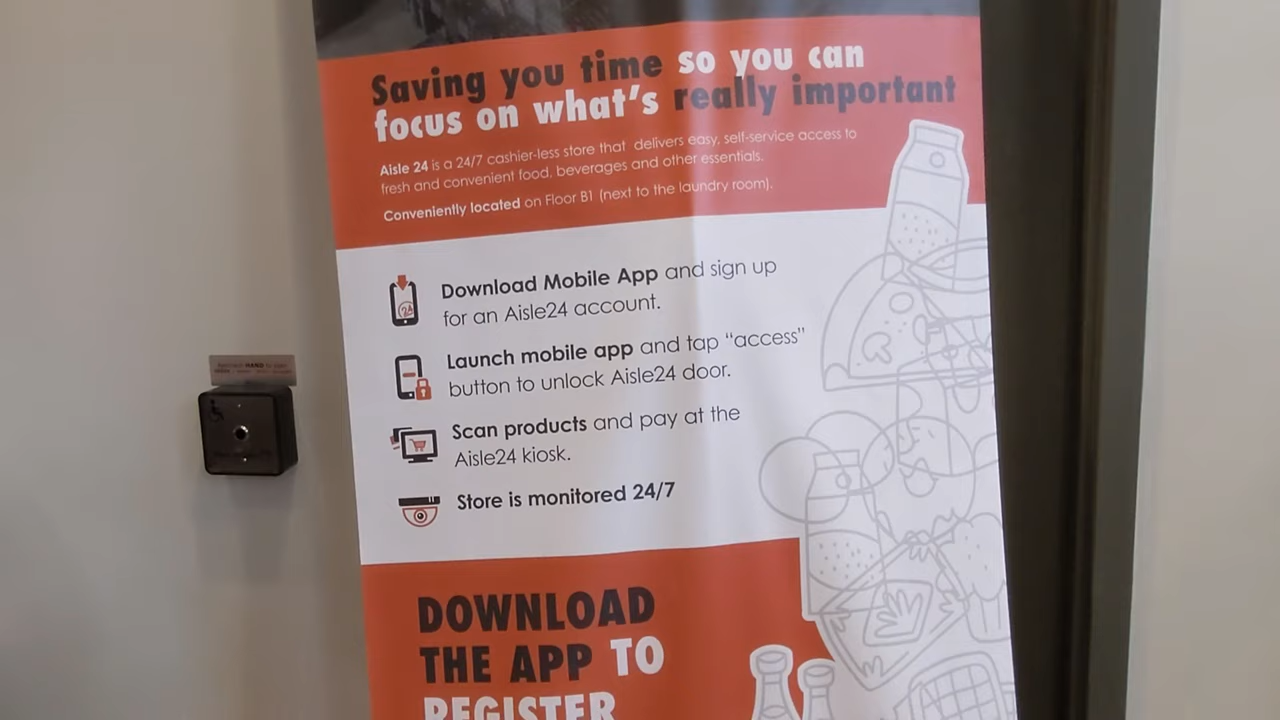 Saving you time so you can
focus on what's really important
Aisle 24 is a 24/7 cashier-less store that delivers easy, self-service access to
fresh and convenient food, beverages and other essentials.
Conveniently located on Floor B1 (next to the laundry room).
Download Mobile App and sign up
for an Aisle24 account.
Launch mobile app and tap “access”
button to unlock Aisle24 door.
Scan products and pay at the
Aisle24 kiosk.
Store is monitored 24/7
DOWNLOAD
THE APP TO
REGISTER